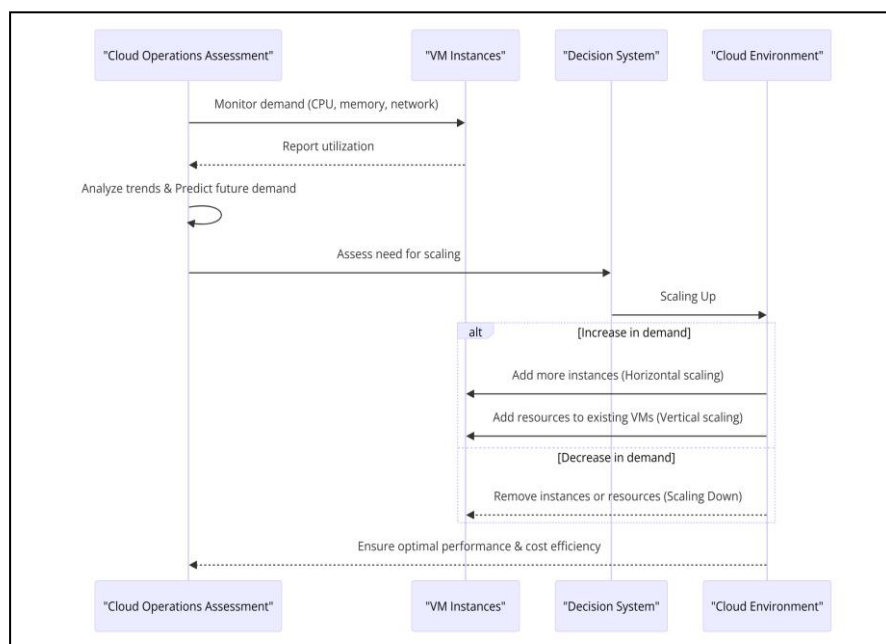 "Cloud Operations Assessment"
"VM Instances"
"Decision System"
"Cloud Environment"
Monitor demand (CPU, memory, network)
Report utilization
Analyze trends & Predict future demand
Assess need for scaling
Scaling Up
alt
[Increase in demand]
Add more instances (Horizontal scaling)
Add resources to existing VMs (Vertical scaling)
[Decrease in demand]
Remove instances or resources (Scaling Down)
Ensure optimal performance & cost efficiency
"Cloud Operations Assessment"
"VM Instances"
"Decision System"
"Cloud Environment"